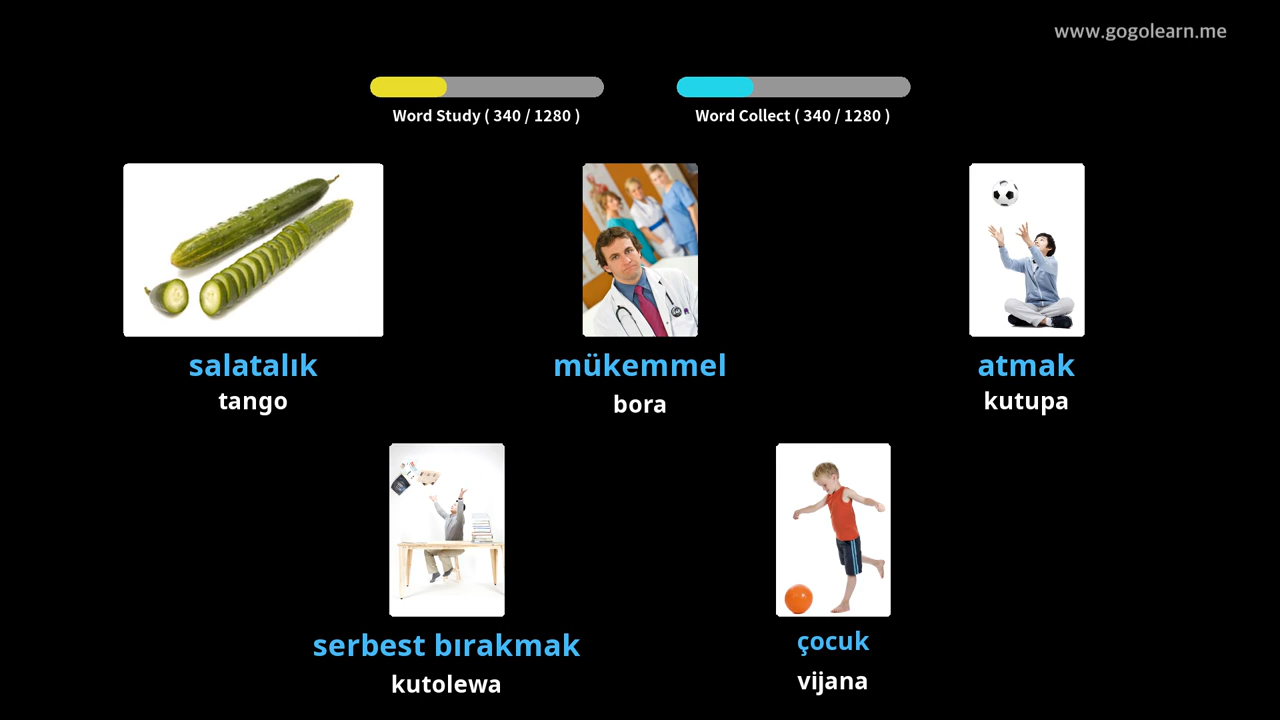 www.gogolearn.me
Word Study ( 340 / 1280 )
Word Collect ( 340 / 1280 )
salatalık
tango
mükemmel
bora
atmak
kutupa
serbest bırakmak
kutolewa
çocuk
vijana